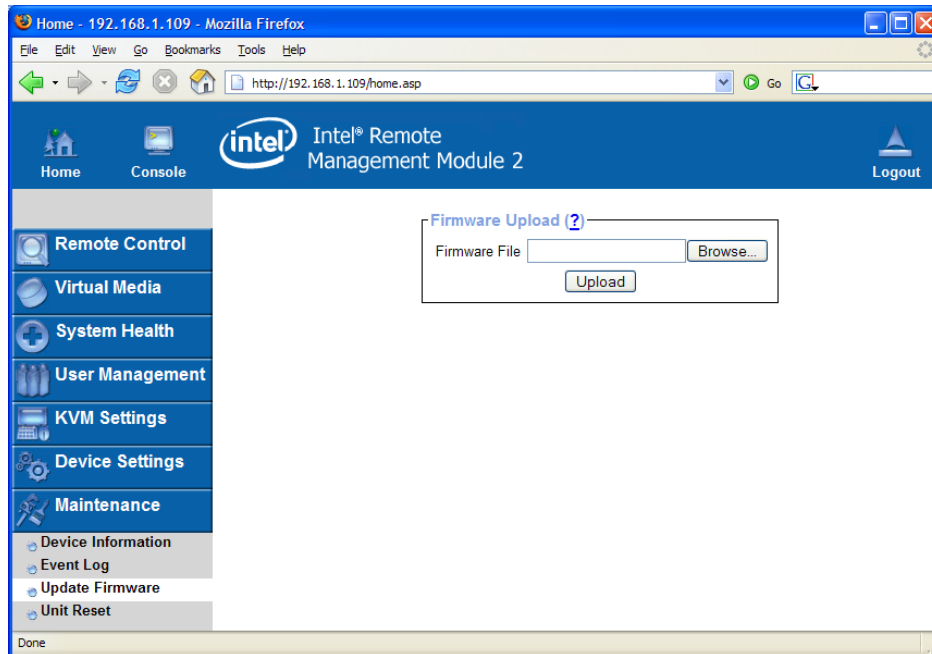 Home - 192.168.1.109 - Mozilla Firefox
File Edit View Go Bookmarks Tools Help
http://192.168.1.109/home.asp Go G
Home Console
intel® Intel® Remote
Management Module 2
Logout
Remote Control
Virtual Media
System Health
User Management
KVM Settings
Device Settings
Maintenance
Device Information
Event Log
Update Firmware
Unit Reset
Firmware Upload (?)
Firmware File Browse...
Upload
Done